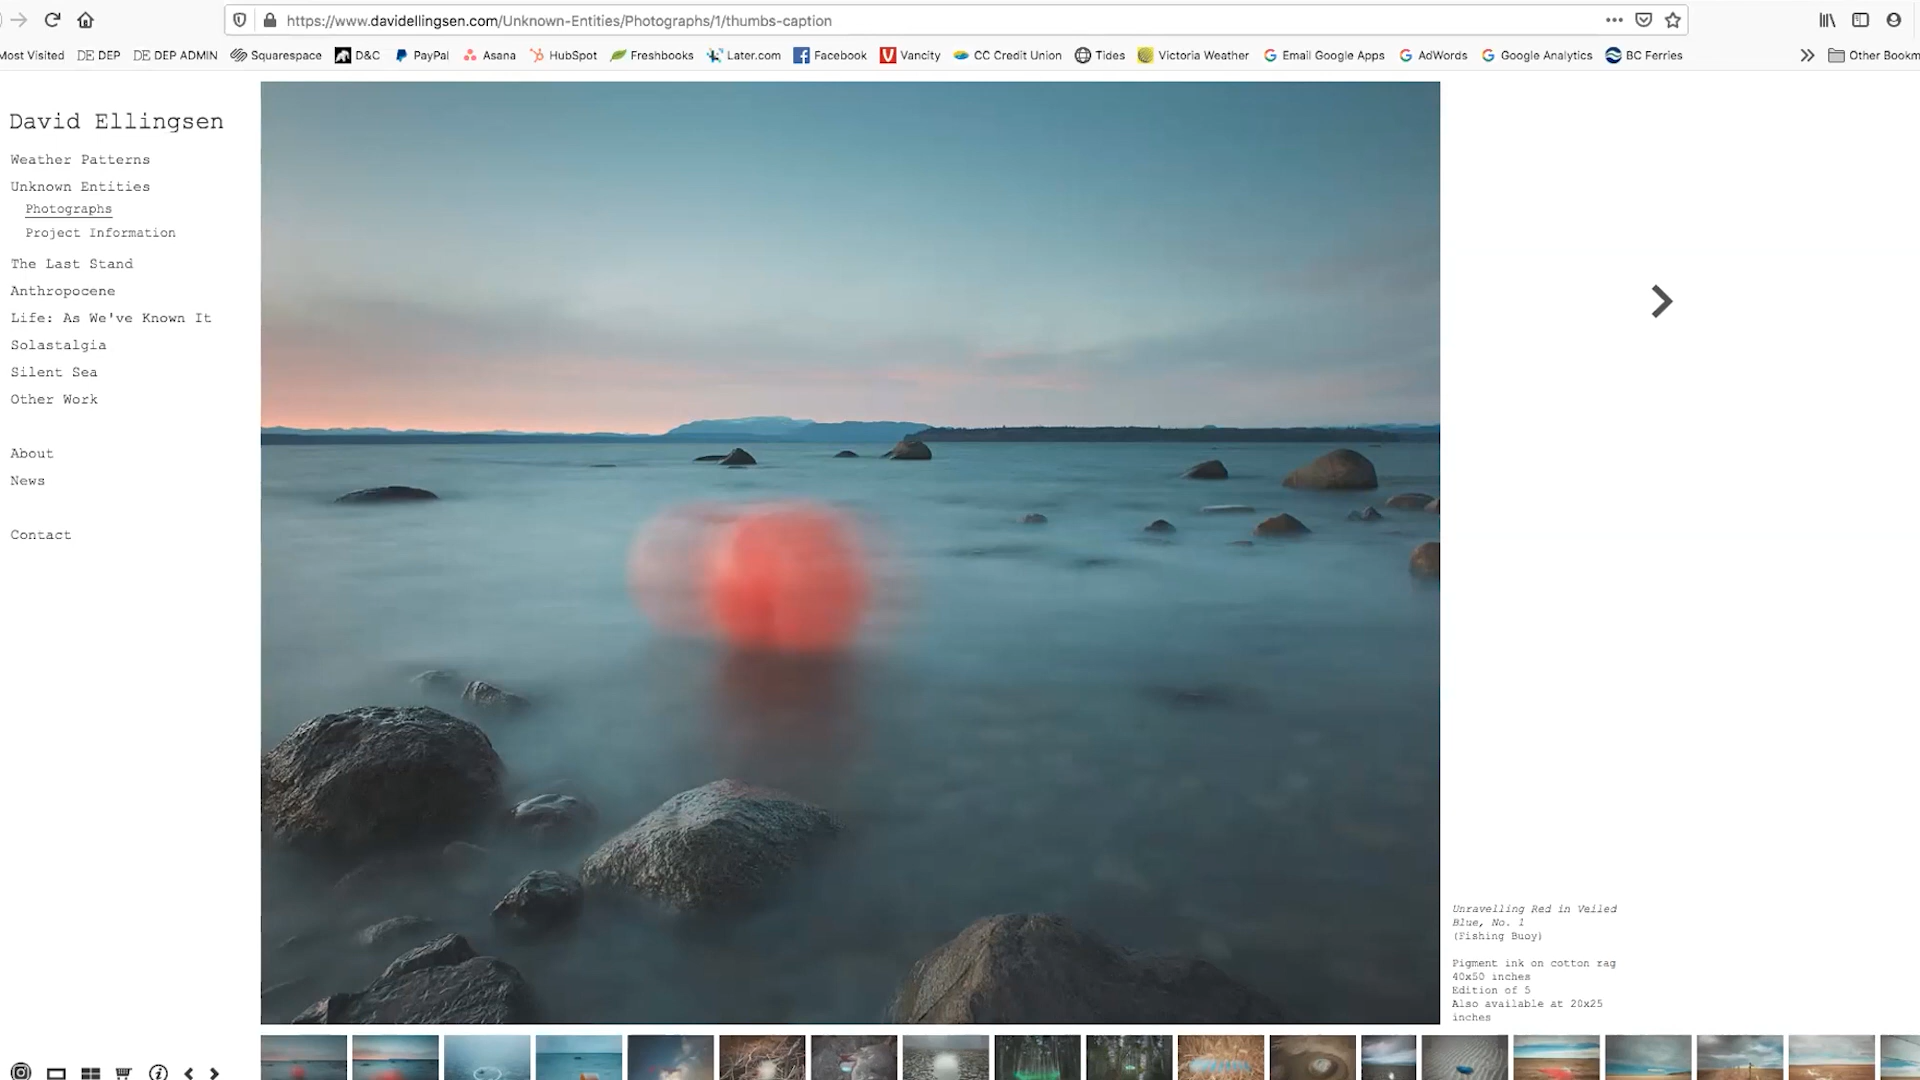 https://www.davidellingsen.com/Unknown-Entities/Photographs/1/thumbs-caption
Most Visited DE DEP DE DEP ADMIN Squarespace D&C PayPal Asana HubSpot Freshbooks Later.com Facebook Vancity CC Credit Union Tides Victoria Weather Email Google Apps AdWords Google Analytics BC Ferries Other Bookm
David Ellingsen
Weather Patterns
Unknown Entities
Photographs
Project Information
The Last Stand
Anthropocene
Life: As We've Known It
Solastalgia
Silent Sea
Other Work
About
News
Contact
Unravelling Red in Veiled
Blue, No. 1
(Fishing Buoy)
Pigment ink on cotton rag
40x50 inches
Edition of 5
Also available at 20x25
inches